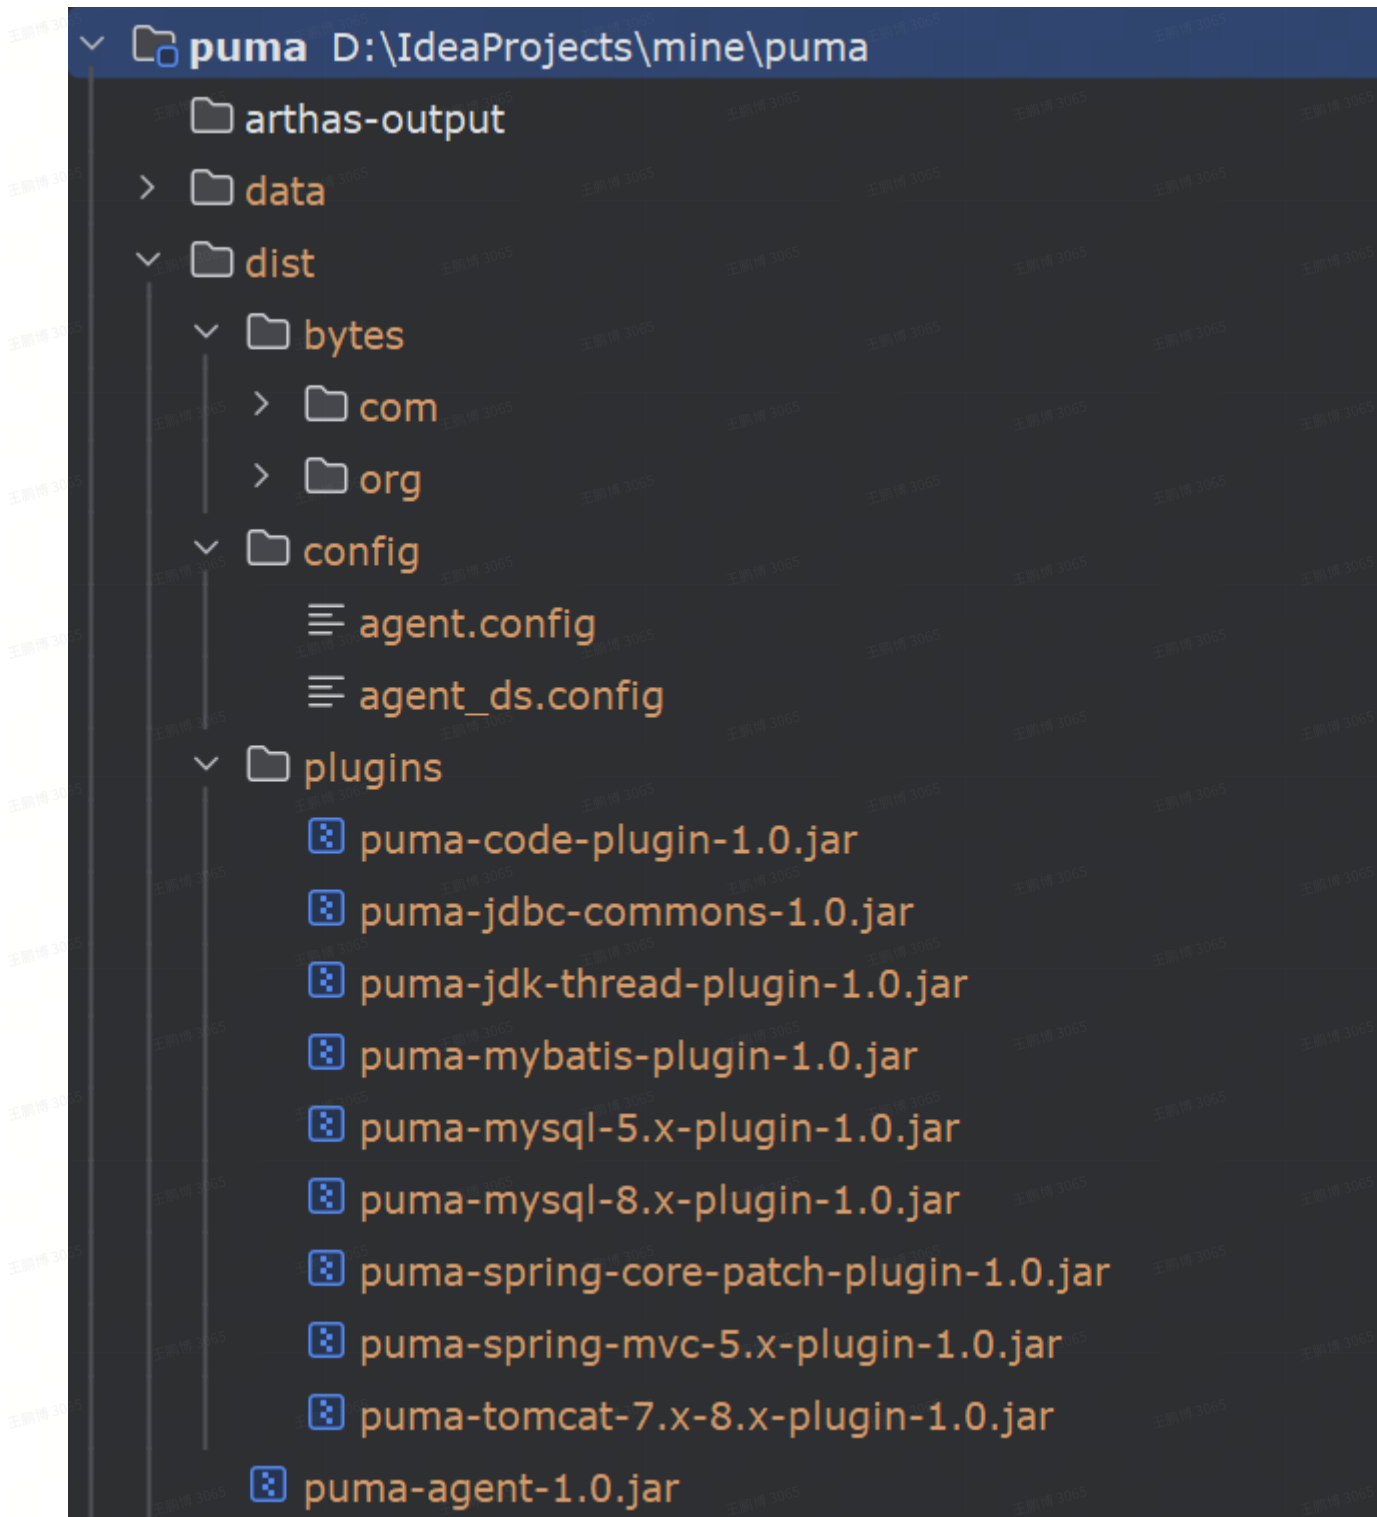 puma D:\IdeaProjects\mine\puma
arthas-output
data
dist
bytes
com
org
config
agent.config
agent_ds.config
plugins
puma-code-plugin-1.0.jar
puma-jdbc-commons-1.0.jar
puma-jdk-thread-plugin-1.0.jar
puma-mybatis-plugin-1.0.jar
puma-mysql-5.x-plugin-1.0.jar
puma-mysql-8.x-plugin-1.0.jar
puma-spring-core-patch-plugin-1.0.jar
puma-spring-mvc-5.x-plugin-1.0.jar
puma-tomcat-7.x-8.x-plugin-1.0.jar
puma-agent-1.0.jar